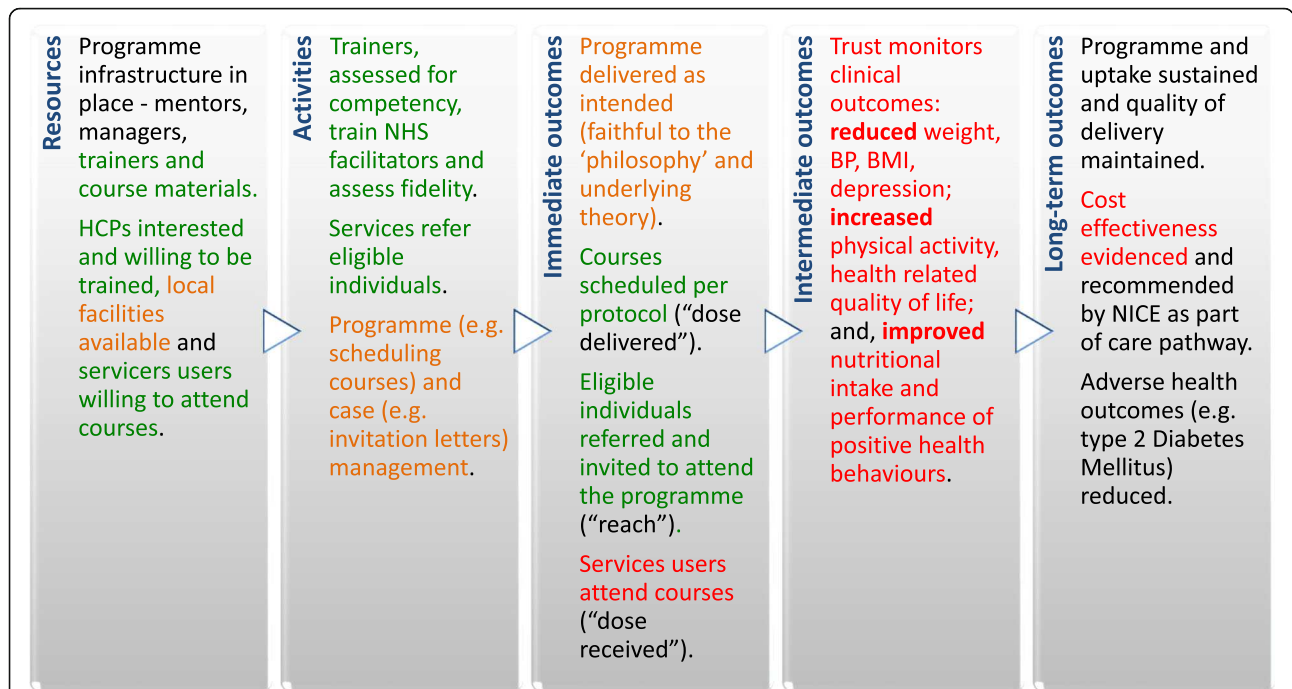 Resources
Programme
infrastructure in
place - mentors,
managers,
trainers and
course materials.
HCPs interested
and willing to be
trained, local
facilities
available and
servicers users
willing to attend
courses.
Activities
Trainers,
assessed for
competency,
train NHS
facilitators and
assess fidelity.
Services refer
eligible
individuals.
Programme (e.g.
scheduling
courses) and
case (e.g.
invitation letters)
management.
Immediate outcomes
Programme
delivered as
intended
(faithful to the
‘philosophy’ and
underlying
theory).
Courses
scheduled per
protocol (“dose
delivered”).
Eligible
individuals
referred and
invited to attend
the programme
(“reach”).
Services users
attend courses
(“dose
received”).
Intermediate outcomes
Trust monitors
clinical
outcomes:
reduced weight,
BP, BMI,
depression;
increased
physical activity,
health related
quality of life;
and, improved
nutritional
intake and
performance of
positive health
behaviours.
Long-term outcomes
Programme and
uptake sustained
and quality of
delivery
maintained.
Cost
effectiveness
evidenced and
recommended
by NICE as part
of care pathway.
Adverse health
outcomes (e.g.
type 2 Diabetes
Mellitus)
reduced.